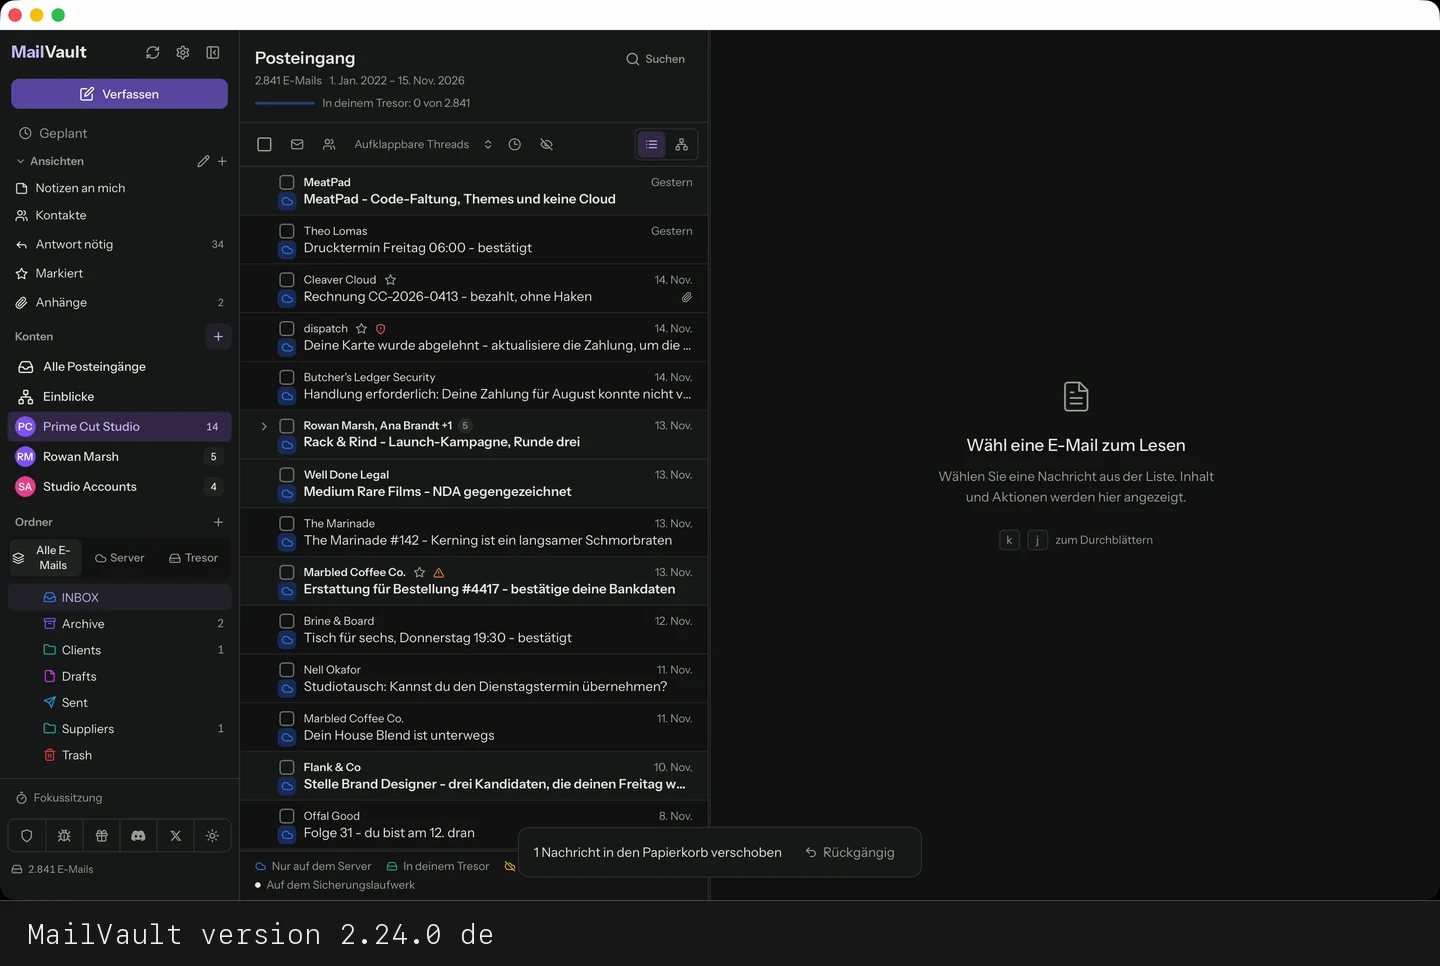 MailVault
Verfassen
Geplant
Ansichten
Notizen an mich
Kontakte
Antwort nötig 34
Markiert
Anhänge 2
Konten
Alle Posteingänge
Einblicke
PC Prime Cut Studio 14
RM Rowan Marsh 5
SA Studio Accounts 4
Ordner
Alle E-
Mails
Server
Tresor
INBOX
Archive 2
Clients 1
Drafts
Sent
Suppliers 1
Trash
Fokussitzung
2.841 E-Mails
Posteingang
Suchen
2.841 E-Mails 1. Jan. 2022 – 15. Nov. 2026
In deinem Tresor: 0 von 2.841
Aufklappbare Threads
MeatPad Gestern
MeatPad - Code-Faltung, Themes und keine Cloud
Theo Lomas Gestern
Drucktermin Freitag 06:00 - bestätigt
Cleaver Cloud 14. Nov.
Rechnung CC-2026-0413 - bezahlt, ohne Haken
dispatch 14. Nov.
Deine Karte wurde abgelehnt - aktualisiere die Zahlung, um die ...
Butcher's Ledger Security 14. Nov.
Handlung erforderlich: Deine Zahlung für August konnte nicht v...
Rowan Marsh, Ana Brandt +1 5 13. Nov.
Rack & Rind - Launch-Kampagne, Runde drei
Well Done Legal 13. Nov.
Medium Rare Films - NDA gegengezeichnet
The Marinade 13. Nov.
The Marinade #142 - Kerning ist ein langsamer Schmorbraten
Marbled Coffee Co. 13. Nov.
Erstattung für Bestellung #4417 - bestätige deine Bankdaten
Brine & Board 12. Nov.
Tisch für sechs, Donnerstag 19:30 - bestätigt
Nell Okafor 11. Nov.
Studiotausch: Kannst du den Dienstagstermin übernehmen?
Marbled Coffee Co. 11. Nov.
Dein House Blend ist unterwegs
Flank & Co 10. Nov.
Stelle Brand Designer - drei Kandidaten, die deinen Freitag w...
Offal Good 8. Nov.
Folge 31 - du bist am 12. dran
Nur auf dem Server
In deinem Tresor
Auf dem Sicherungslaufwerk
1 Nachricht in den Papierkorb verschoben
Rückgängig
Wähl eine E-Mail zum Lesen
Wählen Sie eine Nachricht aus der Liste. Inhalt
und Aktionen werden hier angezeigt.
k j zum Durchblättern
MailVault version 2.24.0 de